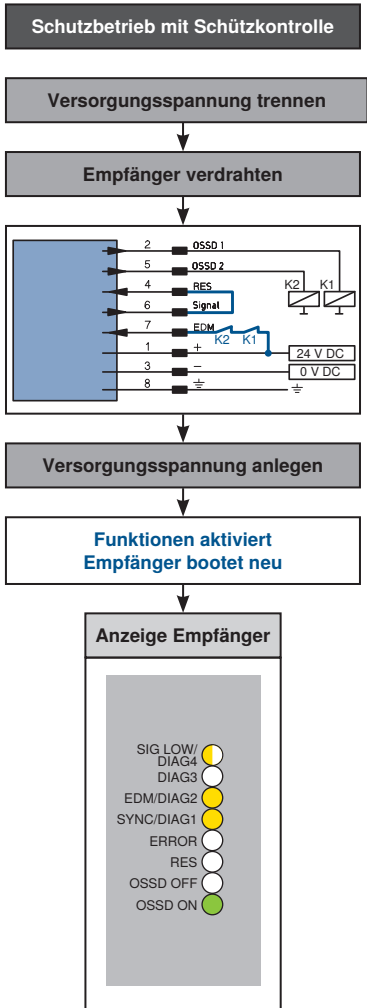 Schutzbetrieb mit Schützkontrolle
Versorgungsspannung trennen
Empfänger verdrahten
2 OSSD 1
5 OSSD 2
4 RES
K2 K1
6 Signal
7 EDM
K2 K1
1 +
24 V DC
3 –
0 V DC
8
Versorgungsspannung anlegen
Funktionen aktiviert
Empfänger bootet neu
Anzeige Empfänger
SIG LOW/
DIAG4
DIAG3
EDM/DIAG2
SYNC/DIAG1
ERROR
RES
OSSD OFF
OSSD ON